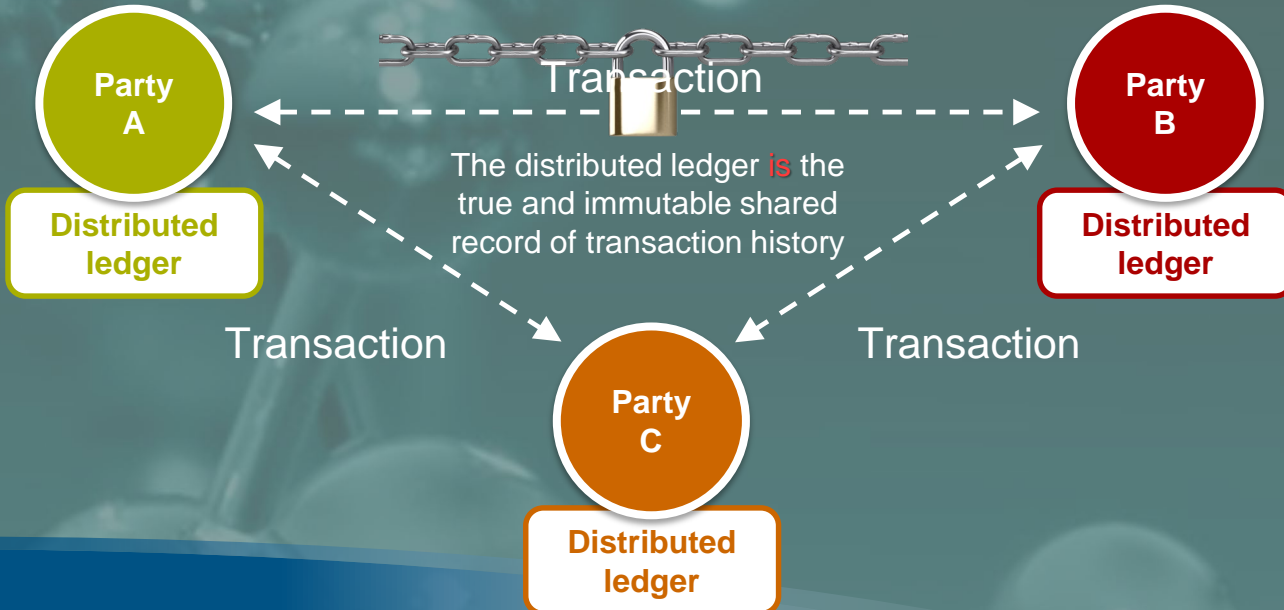 Transaction
Party
A
Party
B
The distributed ledger is the
true and immutable shared
record of transaction history
Distributed
ledger
Distributed
ledger
Transaction
Transaction
Party
C
Distributed
ledger